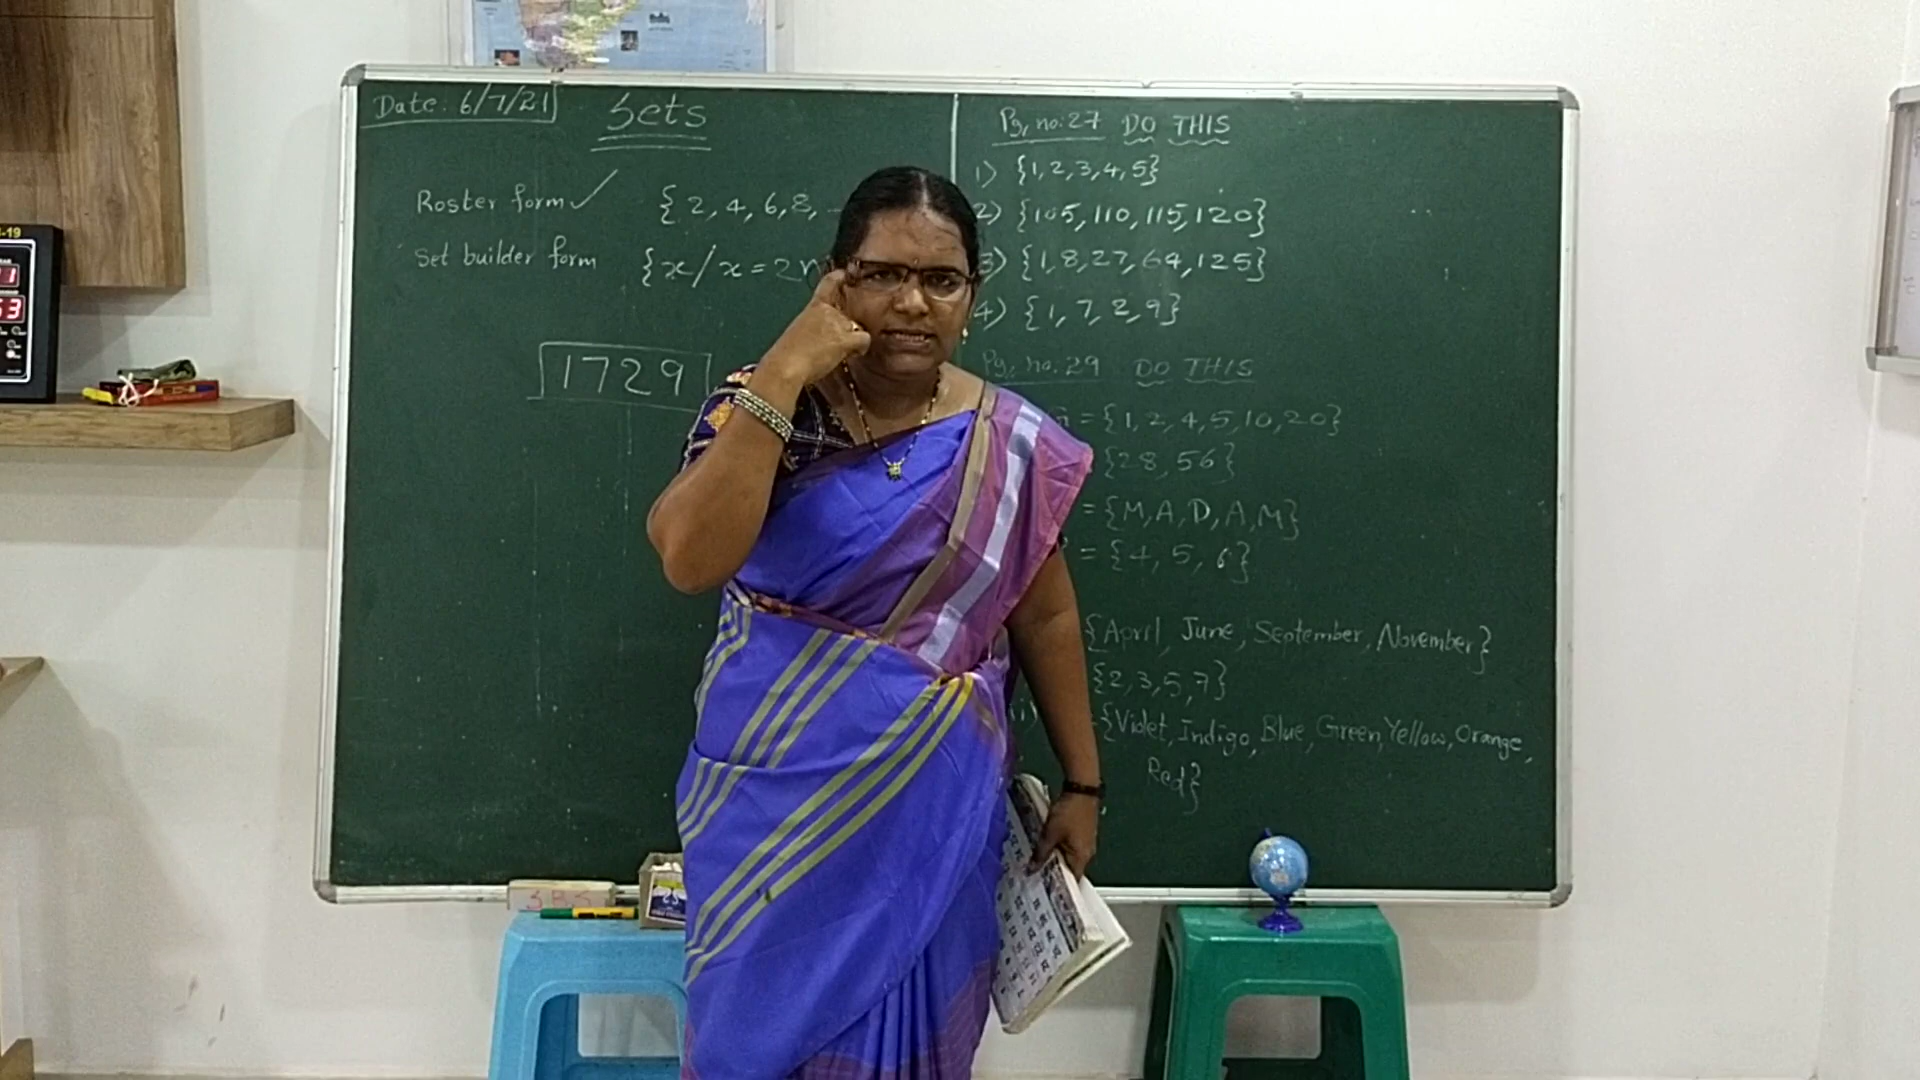 Date: 6/7/21
Sets
Roster form ✓ {2, 4, 6, 8, -
Set builder form {x/x = 2n
1729
Pg. no: 27 DO THIS
1) {1, 2, 3, 4, 5}
2) {105, 110, 115, 120}
3) {1, 8, 27, 64, 125}
4) {1, 7, 2, 9}
Pg. no. 29 DO THIS
= {1, 2, 4, 5, 10, 20}
{28, 56}
= {M, A, D, A, M}
= {4, 5, 6}
{April, June, September, November}
{2, 3, 5, 7}
{Violet, Indigo, Blue, Green, Yellow, Orange,
Red}